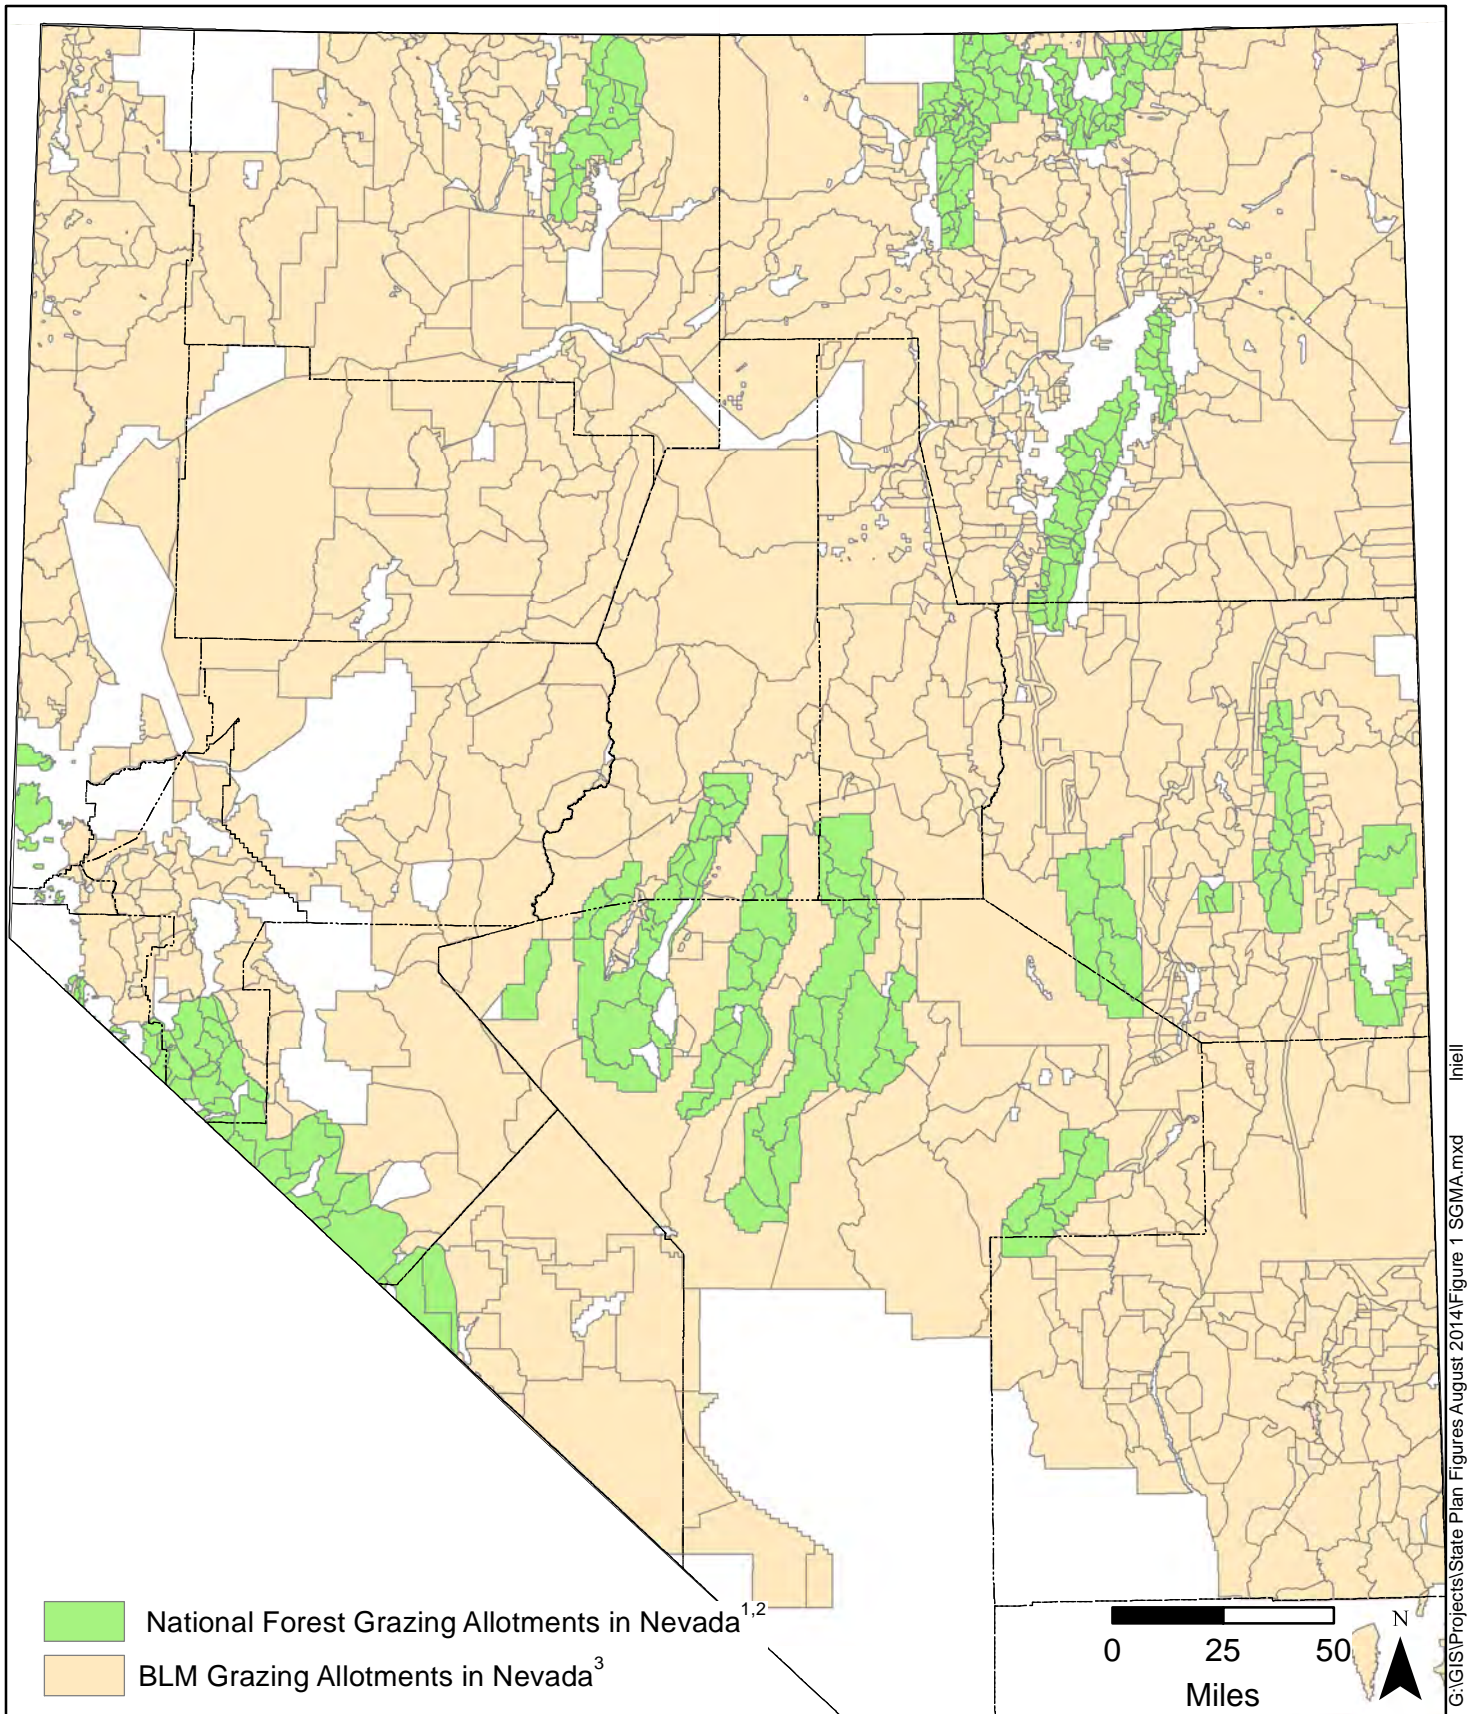 National Forest Grazing Allotments in Nevada1,2
BLM Grazing Allotments in Nevada3
0 25 50
Miles
N
G:\GIS\Projects\State Plan Figures August 2014\Figure 1 SGMA.mxd lniell